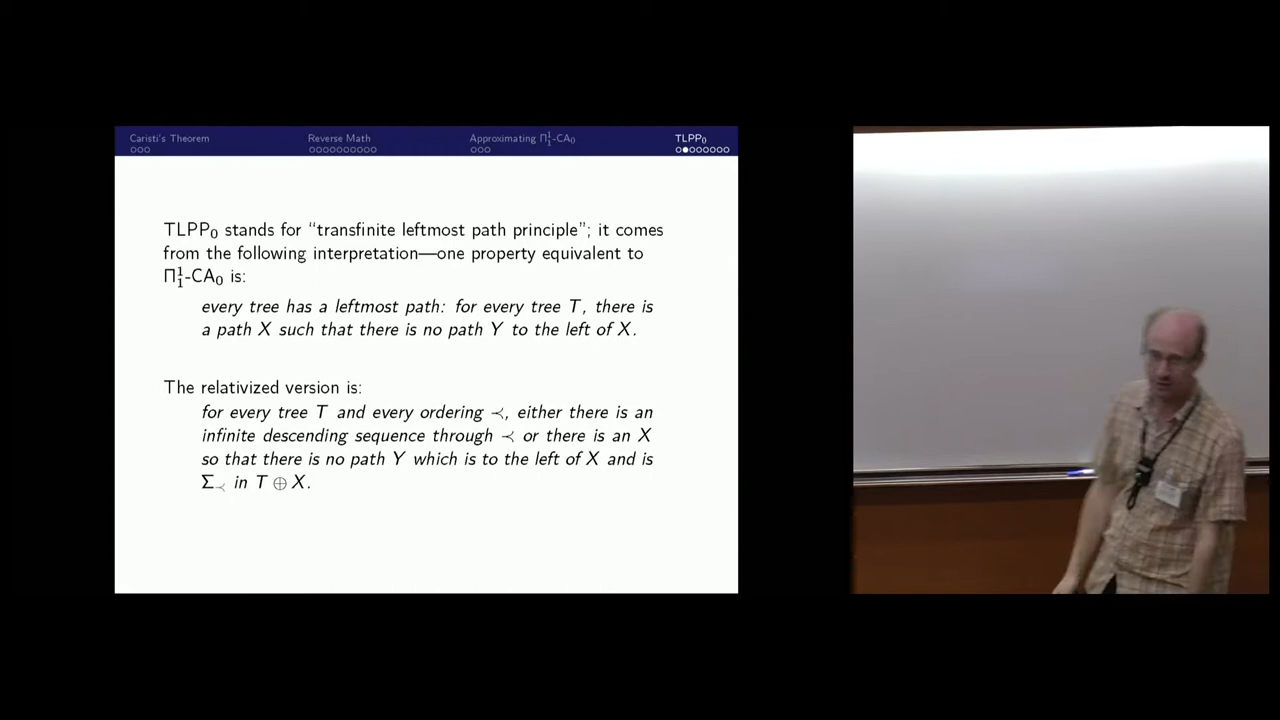 Caristi's Theorem
Reverse Math
Approximating Π¹₁-CA₀
TLPP₀
TLPP₀ stands for “transfinite leftmost path principle”; it comes
from the following interpretation—one property equivalent to
Π¹₁-CA₀ is:
every tree has a leftmost path: for every tree T, there is
a path X such that there is no path Y to the left of X.
The relativized version is:
for every tree T and every ordering ≺, either there is an
infinite descending sequence through ≺ or there is an X
so that there is no path Y which is to the left of X and is
Σ≺ in T ⊕ X.